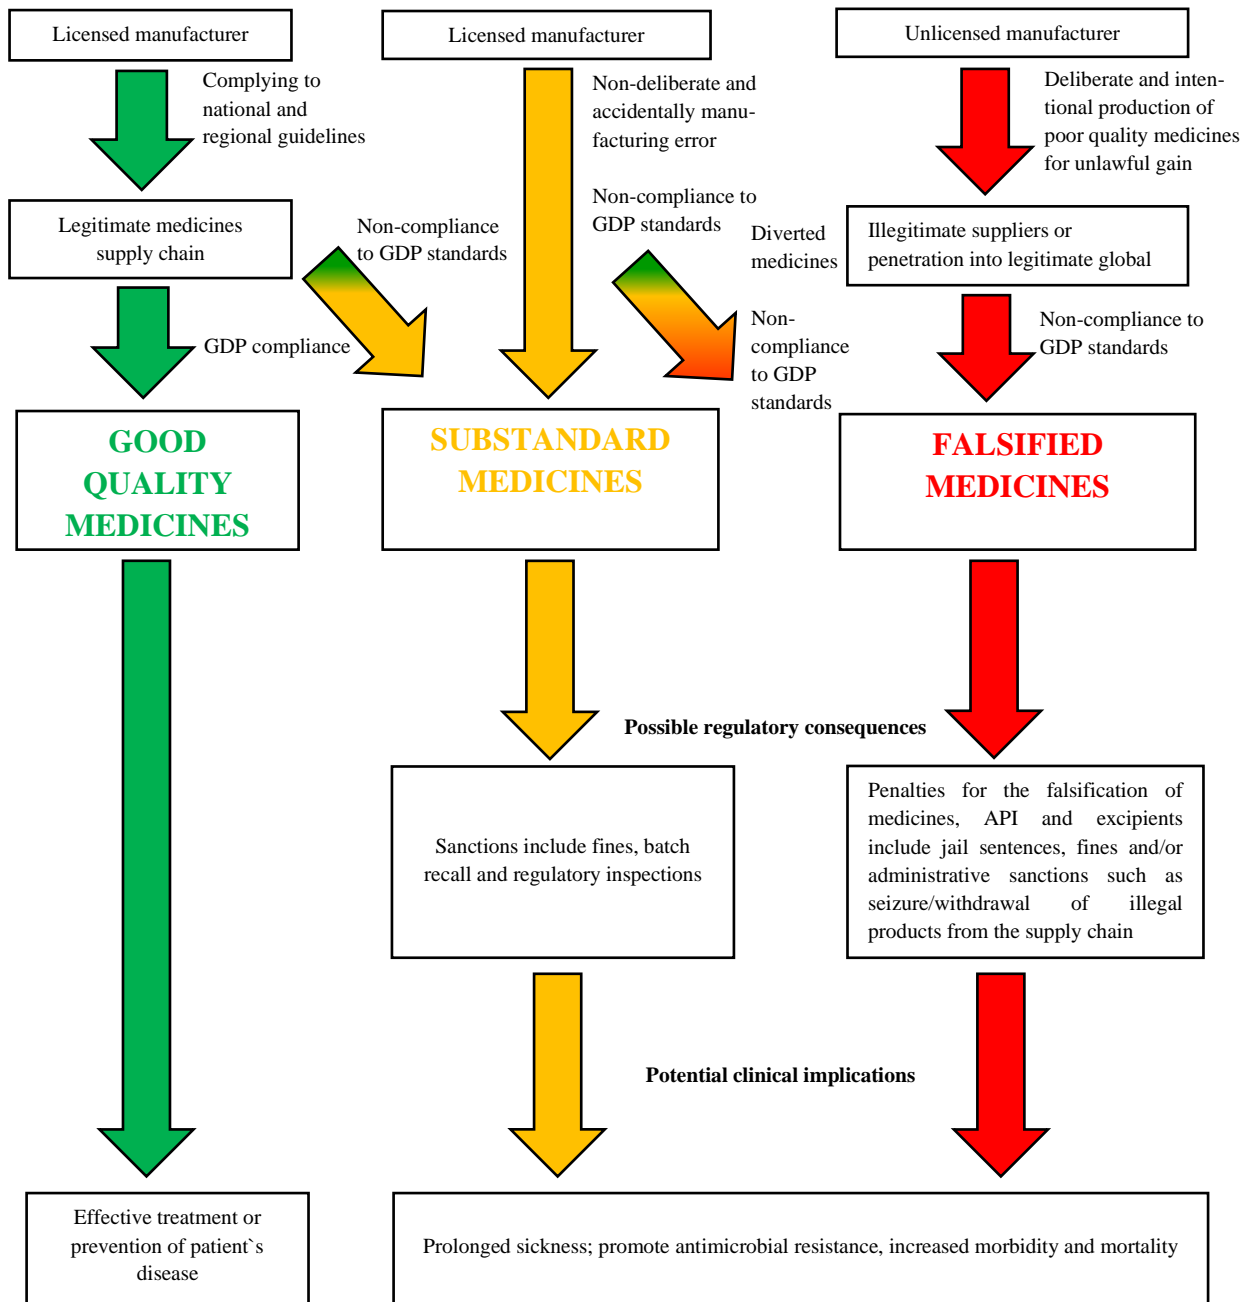 Licensed manufacturer
Licensed manufacturer
Unlicensed manufacturer
Complying to
national and
regional guidelines
Non-deliberate and
accidentally manu-
facturing error
Deliberate and inten-
tional production of
poor quality medicines
for unlawful gain
Legitimate medicines
supply chain
Non-compliance
to GDP standards
Non-compliance to
GDP standards
Diverted
medicines
Illegitimate suppliers or
penetration into legitimate global
GDP compliance
Non-
compliance
to GDP
standards
Non-compliance to
GDP standards
GOOD
QUALITY
MEDICINES
SUBSTANDARD
MEDICINES
FALSIFIED
MEDICINES
Possible regulatory consequences
Sanctions include fines, batch
recall and regulatory inspections
Penalties for the falsification of
medicines, API and excipients
include jail sentences, fines and/or
administrative sanctions such as
seizure/withdrawal of illegal
products from the supply chain
Potential clinical implications
Effective treatment or
prevention of patient`s
disease
Prolonged sickness; promote antimicrobial resistance, increased morbidity and mortality